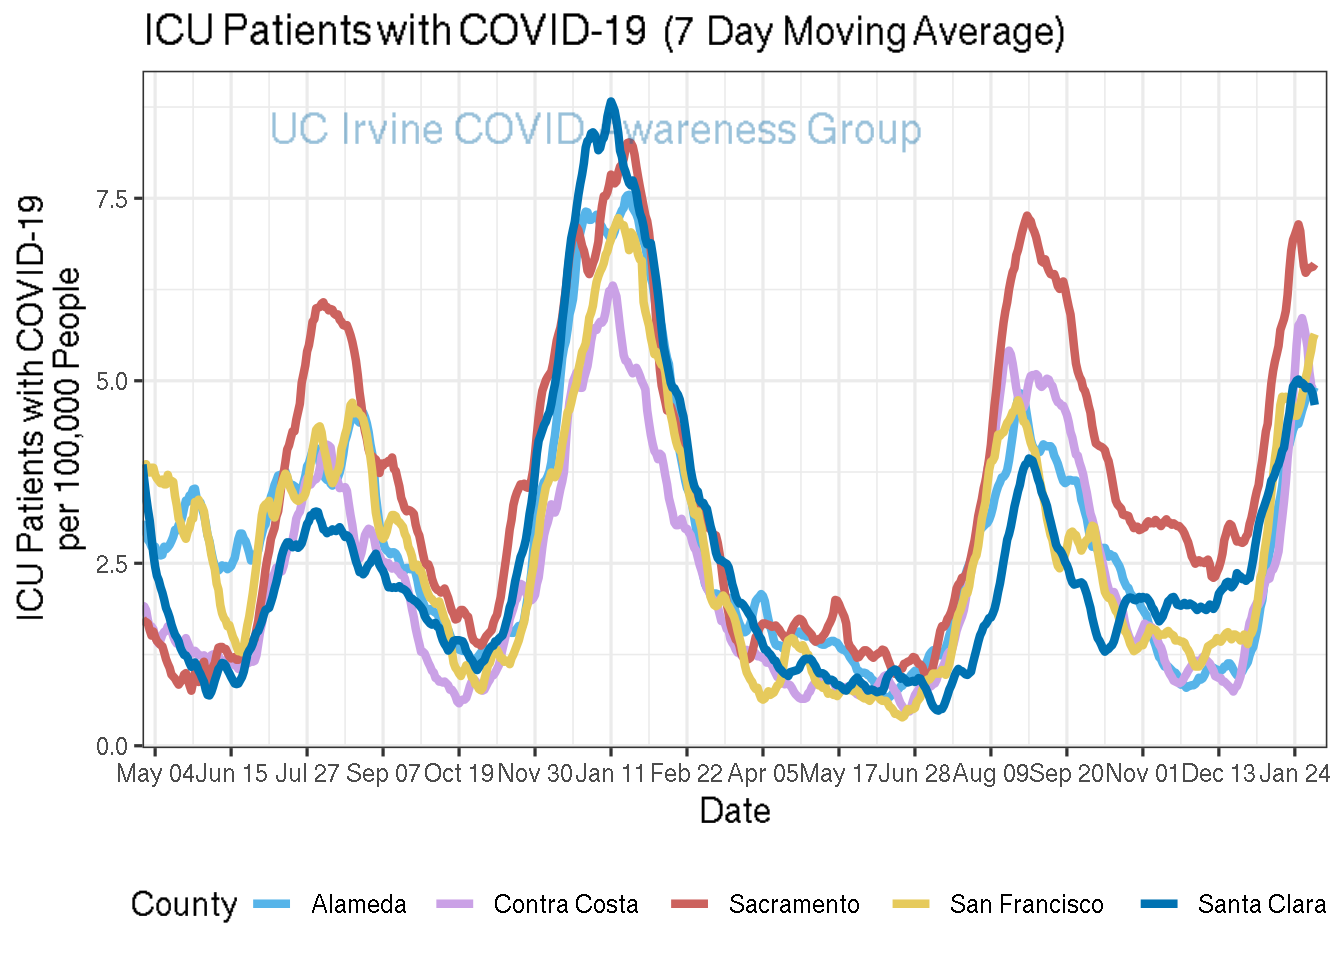 ICU Patients with COVID-19 (7 Day Moving Average)
UC Irvine COVID Awareness Group
ICU Patients with COVID-19
per 100,000 People
7.5
5.0
2.5
0.0
May 04 Jun 15 Jul 27 Sep 07 Oct 19 Nov 30 Jan 11 Feb 22 Apr 05 May 17 Jun 28 Aug 09 Sep 20 Nov 01 Dec 13 Jan 24
Date
County Alameda Contra Costa Sacramento San Francisco Santa Clara